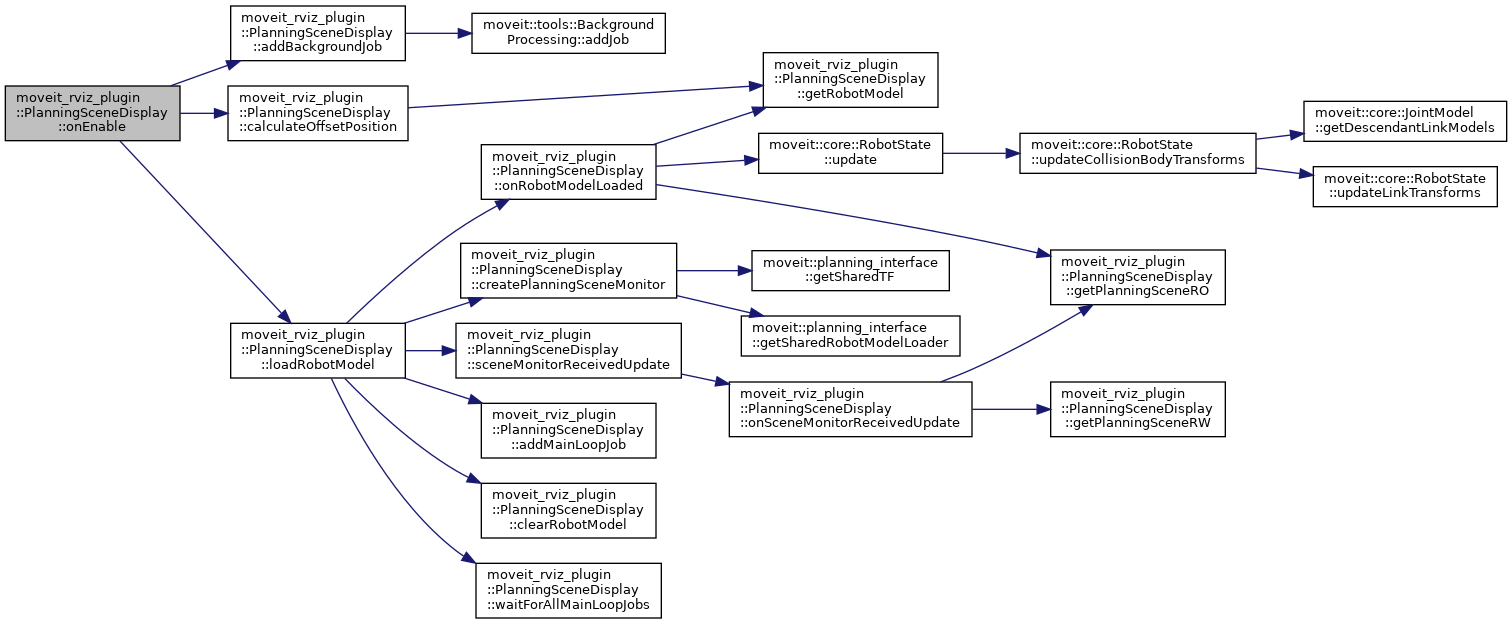 moveit_rviz_plugin
::PlanningSceneDisplay
::onEnable
moveit_rviz_plugin
::PlanningSceneDisplay
::addBackgroundJob
moveit::tools::Background
Processing::addJob
moveit_rviz_plugin
::PlanningSceneDisplay
::calculateOffsetPosition
moveit_rviz_plugin
::PlanningSceneDisplay
::getRobotModel
moveit_rviz_plugin
::PlanningSceneDisplay
::loadRobotModel
moveit_rviz_plugin
::PlanningSceneDisplay
::onRobotModelLoaded
moveit::core::RobotState
::update
moveit::core::RobotState
::updateCollisionBodyTransforms
moveit::core::JointModel
::getDescendantLinkModels
moveit::core::RobotState
::updateLinkTransforms
moveit_rviz_plugin
::PlanningSceneDisplay
::getPlanningSceneRO
moveit_rviz_plugin
::PlanningSceneDisplay
::createPlanningSceneMonitor
moveit::planning_interface
::getSharedTF
moveit::planning_interface
::getSharedRobotModelLoader
moveit_rviz_plugin
::PlanningSceneDisplay
::sceneMonitorReceivedUpdate
moveit_rviz_plugin
::PlanningSceneDisplay
::onSceneMonitorReceivedUpdate
moveit_rviz_plugin
::PlanningSceneDisplay
::getPlanningSceneRW
moveit_rviz_plugin
::PlanningSceneDisplay
::addMainLoopJob
moveit_rviz_plugin
::PlanningSceneDisplay
::clearRobotModel
moveit_rviz_plugin
::PlanningSceneDisplay
::waitForAllMainLoopJobs